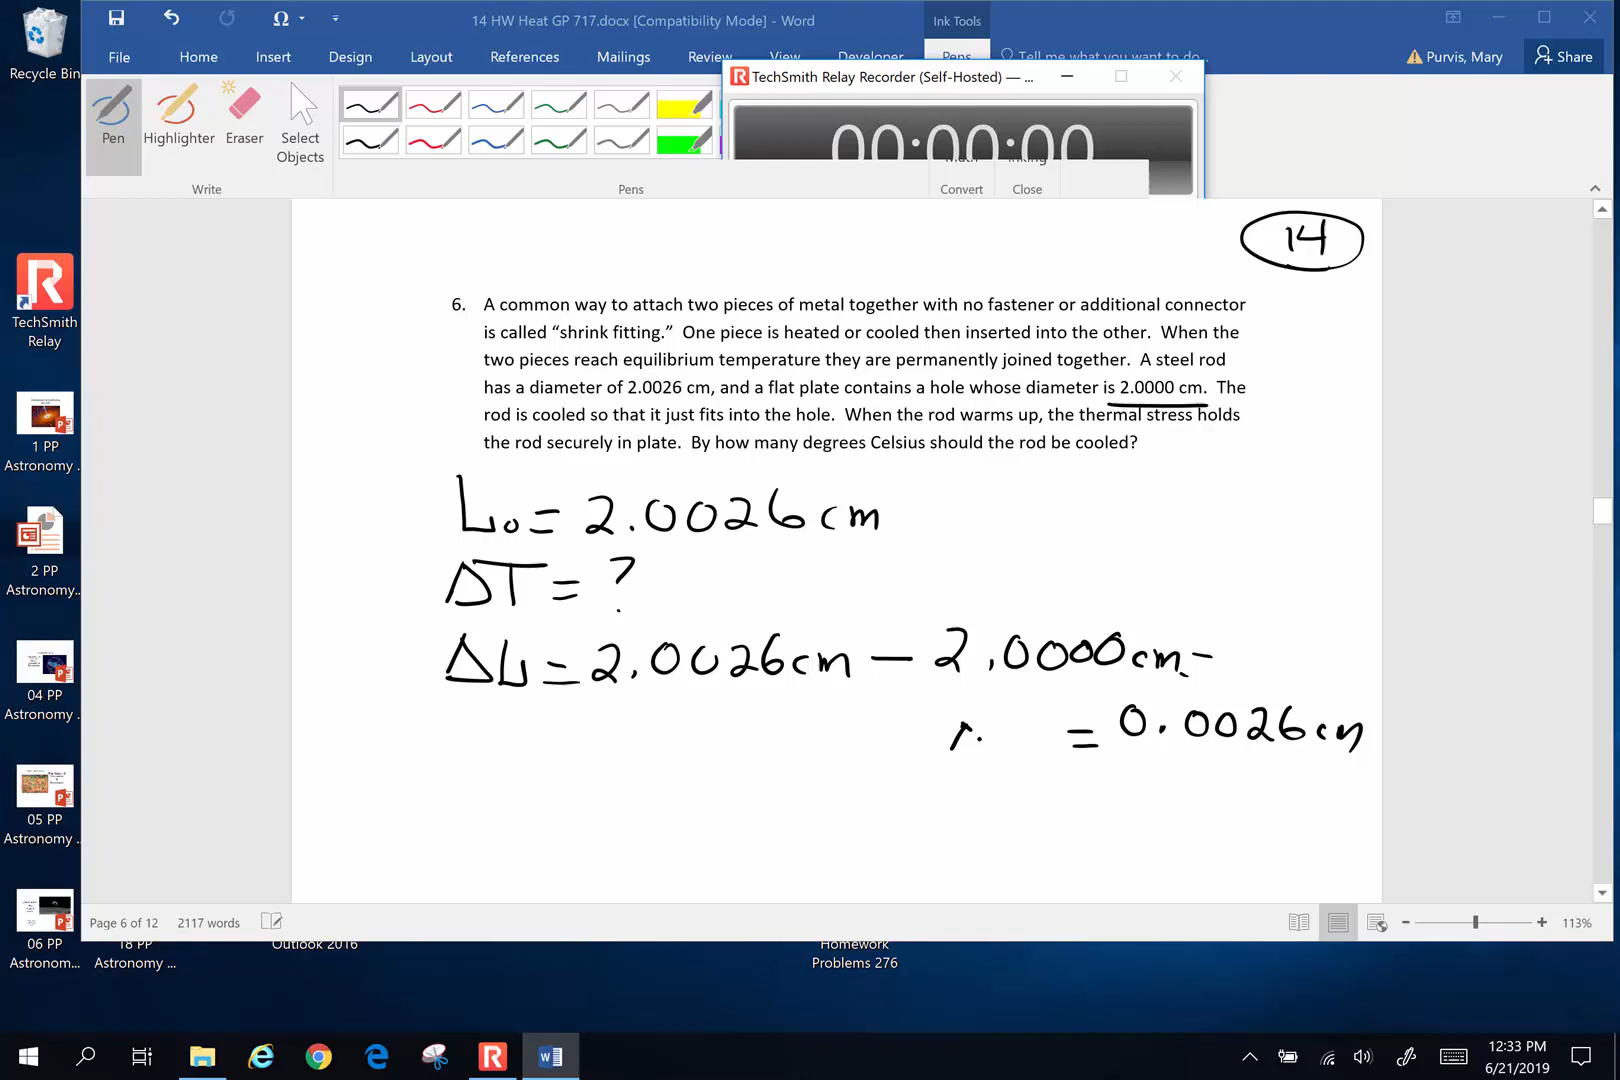 Recycle Bin
14 HW Heat GP 717.docx [Compatibility Mode] - Word
Ink Tools
File
Home
Insert
Design
Layout
References
Mailings
Review
View
Developer
Pens
Tell me what you want to do...
Purvis, Mary
Share
TechSmith Relay Recorder (Self-Hosted) — ...
00:00:00
Pen
Highlighter
Eraser
Select
Objects
Write
Pens
Convert
Close
14
6. A common way to attach two pieces of metal together with no fastener or additional connector
is called “shrink fitting.” One piece is heated or cooled then inserted into the other. When the
two pieces reach equilibrium temperature they are permanently joined together. A steel rod
has a diameter of 2.0026 cm, and a flat plate contains a hole whose diameter is 2.0000 cm. The
rod is cooled so that it just fits into the hole. When the rod warms up, the thermal stress holds
the rod securely in plate. By how many degrees Celsius should the rod be cooled?
L₀ = 2.0026 cm
ΔT = ?
ΔL = 2.0026 cm – 2.0000 cm -
= 0.0026 cm
TechSmith
Relay
1 PP
Astronomy ...
2 PP
Astronomy...
04 PP
Astronomy ...
05 PP
Astronomy ...
06 PP
Astronom...
18 PP
Astronomy ...
Outlook 2016
Homework
Problems 276
Page 6 of 12
2117 words
113%
12:33 PM
6/21/2019